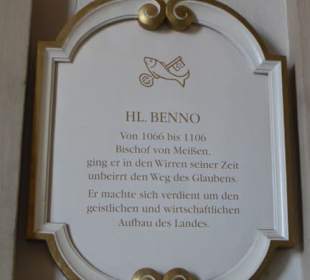 HL. BENNO
Von 1066 bis 1106
Bischof von Meißen,
ging er in den Wirren seiner Zeit
unbeirrt den Weg des Glaubens.
Er machte sich verdient um den
geistlichen und wirtschaftlichen
Aufbau des Landes.